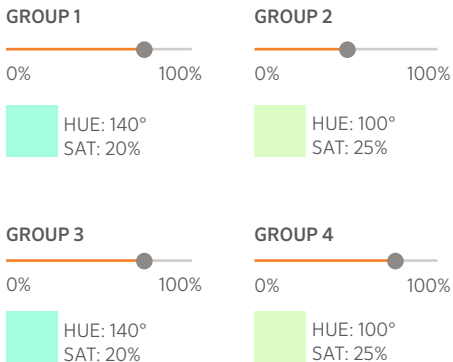 GROUP 1
0% 100%
HUE: 140°
SAT: 20%
GROUP 2
0% 100%
HUE: 100°
SAT: 25%
GROUP 3
0% 100%
HUE: 140°
SAT: 20%
GROUP 4
0% 100%
HUE: 100°
SAT: 25%